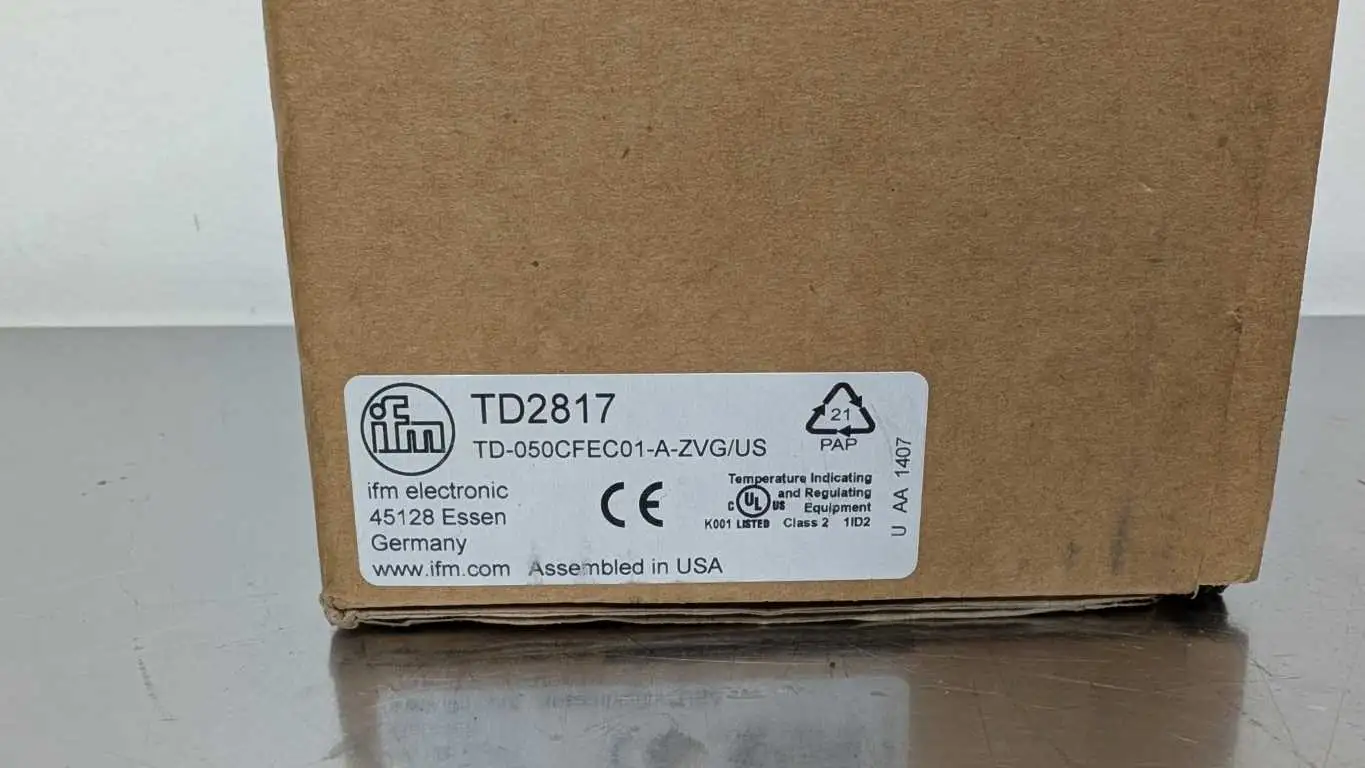 ifm
TD2817
TD-050CFEC01-A-ZVG/US
21
PAP
ifm electronic
45128 Essen
Germany
www.ifm.com
Assembled in USA
CE
Temperature Indicating
and Regulating
Equipment
C UL US
K001 LISTED Class 2 1ID2
U AA 1407